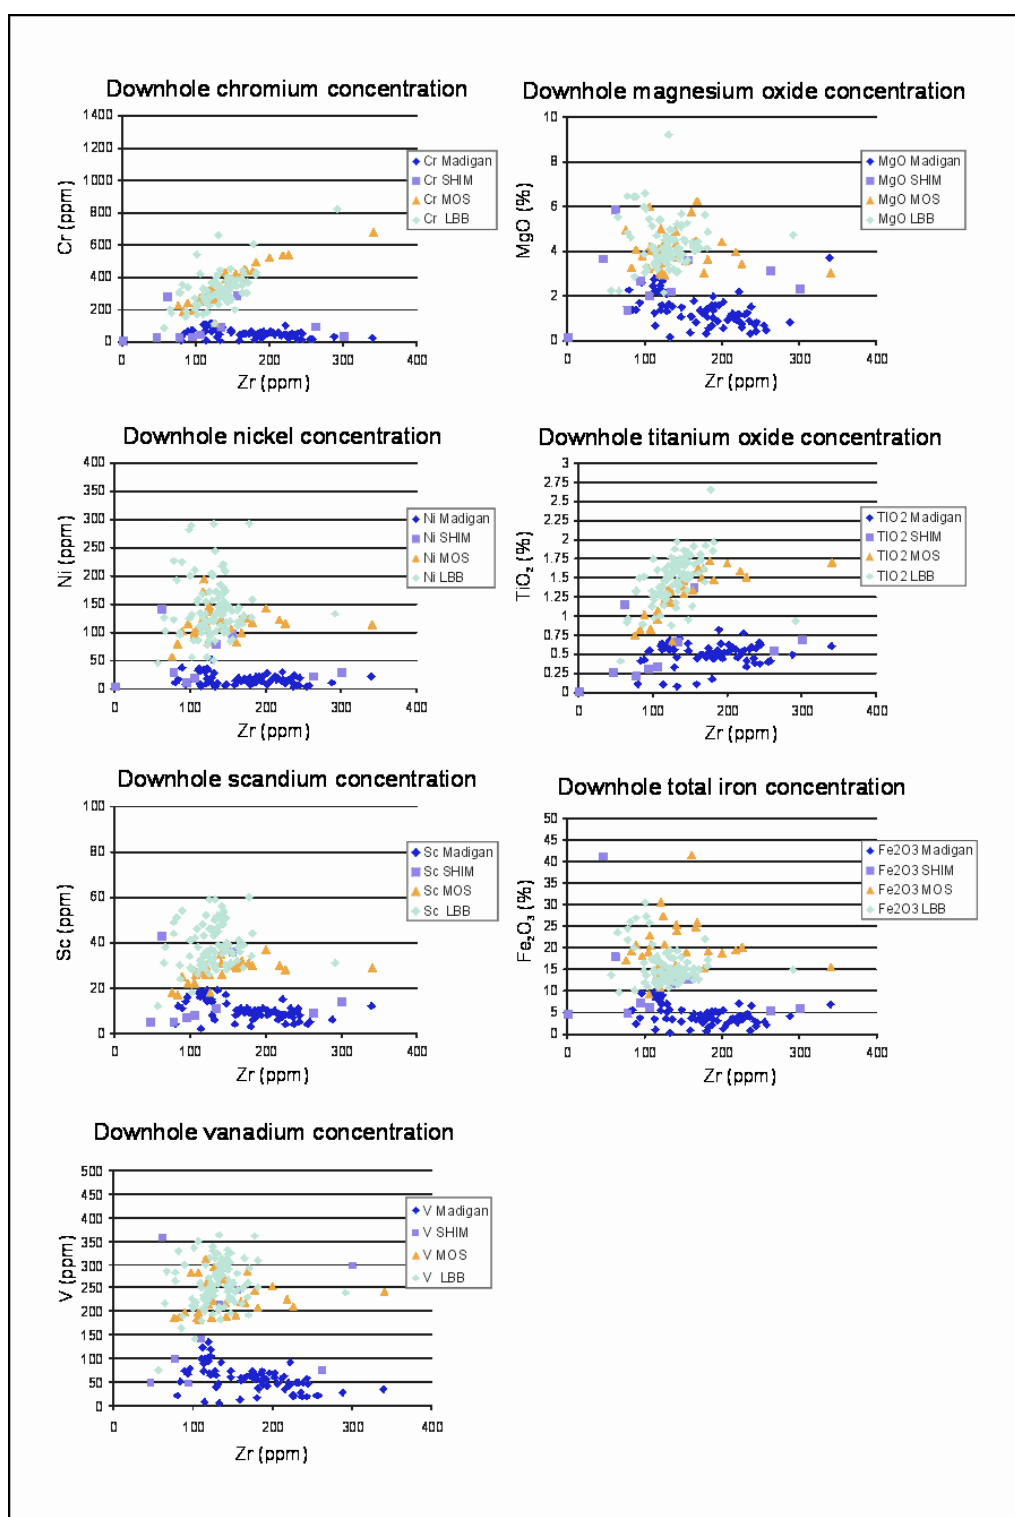 Downhole chromium concentration
1400
1200
1000
800
600
400
200
0
0
100
200
300
400
Cr (ppm)
Zr (ppm)
Cr Madigan
Cr SHIM
Cr MOS
Cr LBB
Downhole magnesium oxide concentration
10
8
6
4
2
0
0
100
200
300
400
MgO (%)
Zr (ppm)
MgO Madigan
MgO SHIM
MgO MOS
MgO LBB
Downhole nickel concentration
400
350
300
250
200
150
100
50
0
0
100
200
300
400
Ni (ppm)
Zr (ppm)
Ni Madigan
Ni SHIM
Ni MOS
Ni LBB
Downhole titanium oxide concentration
3
2.75
2.5
2.25
2
1.75
1.5
1.25
1
0.75
0.5
0.25
0
0
100
200
300
400
TiO₂ (%)
Zr (ppm)
TIO2 Madigan
TIO2 SHIM
TIO2 MOS
TIO2 LBB
Downhole scandium concentration
100
80
60
40
20
0
0
100
200
300
400
Sc (ppm)
Zr (ppm)
Sc Madigan
Sc SHIM
Sc MOS
Sc LBB
Downhole total iron concentration
50
45
40
35
30
25
20
15
10
5
0
0
100
200
300
400
Fe₂O₃ (%)
Zr (ppm)
Fe2O3 Madigan
Fe2O3 SHIM
Fe2O3 MOS
Fe2O3 LBB
Downhole vanadium concentration
500
450
400
350
300
250
200
150
100
50
0
0
100
200
300
400
V (ppm)
Zr (ppm)
V Madigan
V SHIM
V MOS
V LBB